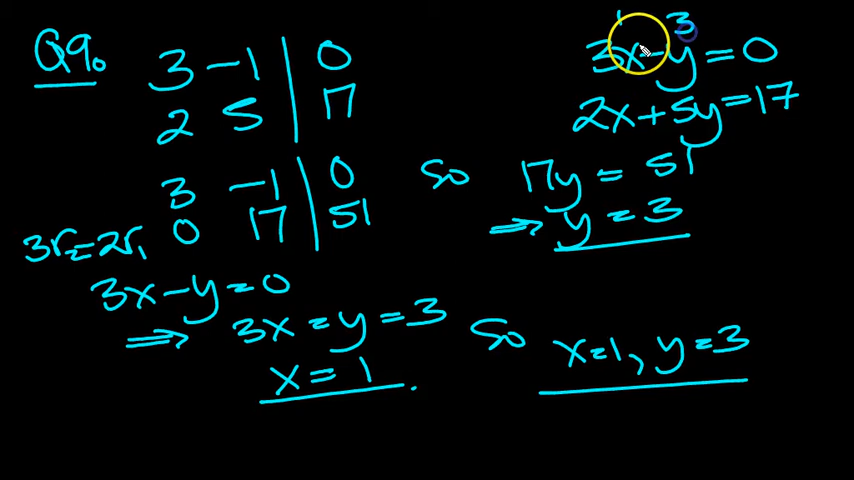 Q9.
3 -1 | 0
2 5 | 17
1 3
3x-y=0
2x+5y=17
3 -1 | 0
3r₂=2r₁ 0 17 | 51
so 17y = 51
⇒ y = 3
3x-y=0
⇒ 3x=y=3
x = 1.
So x=1, y=3